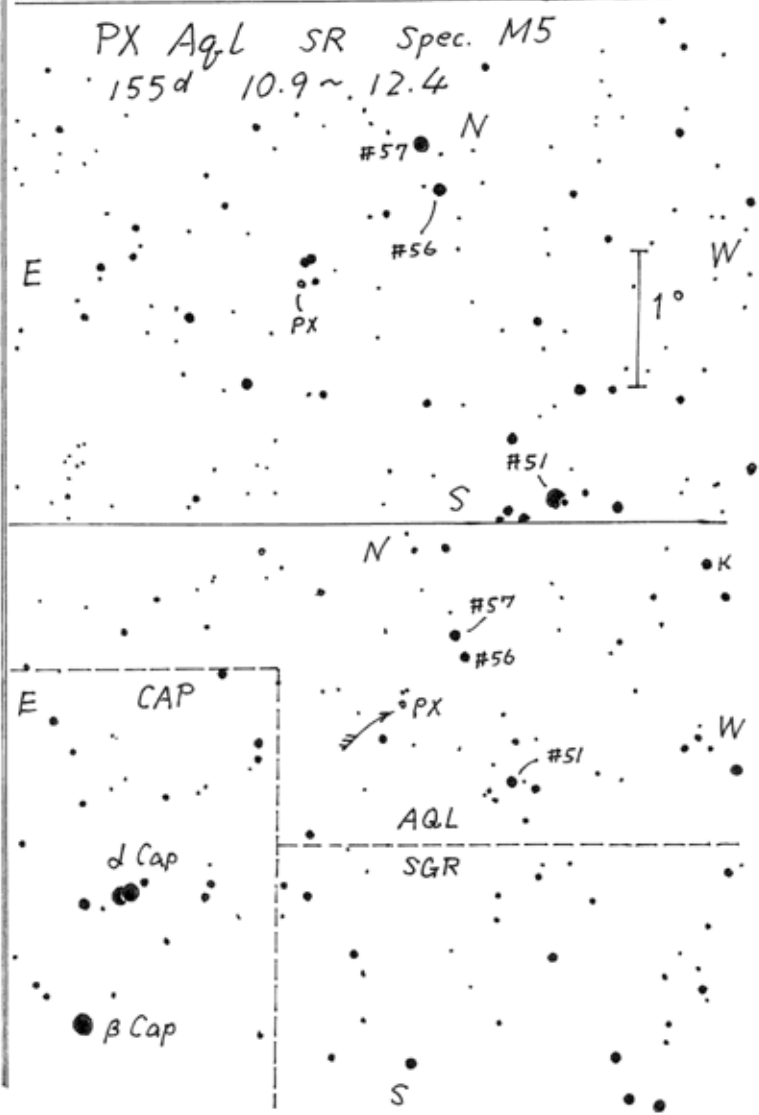 PX Aql SR Spec. M5
155d 10.9 ~ 12.4
N
#57
#56
E
W
PX
1°
#51
S
N
K
#57
#56
E
CAP
PX
W
#51
AQL
SGR
α Cap
β Cap
S